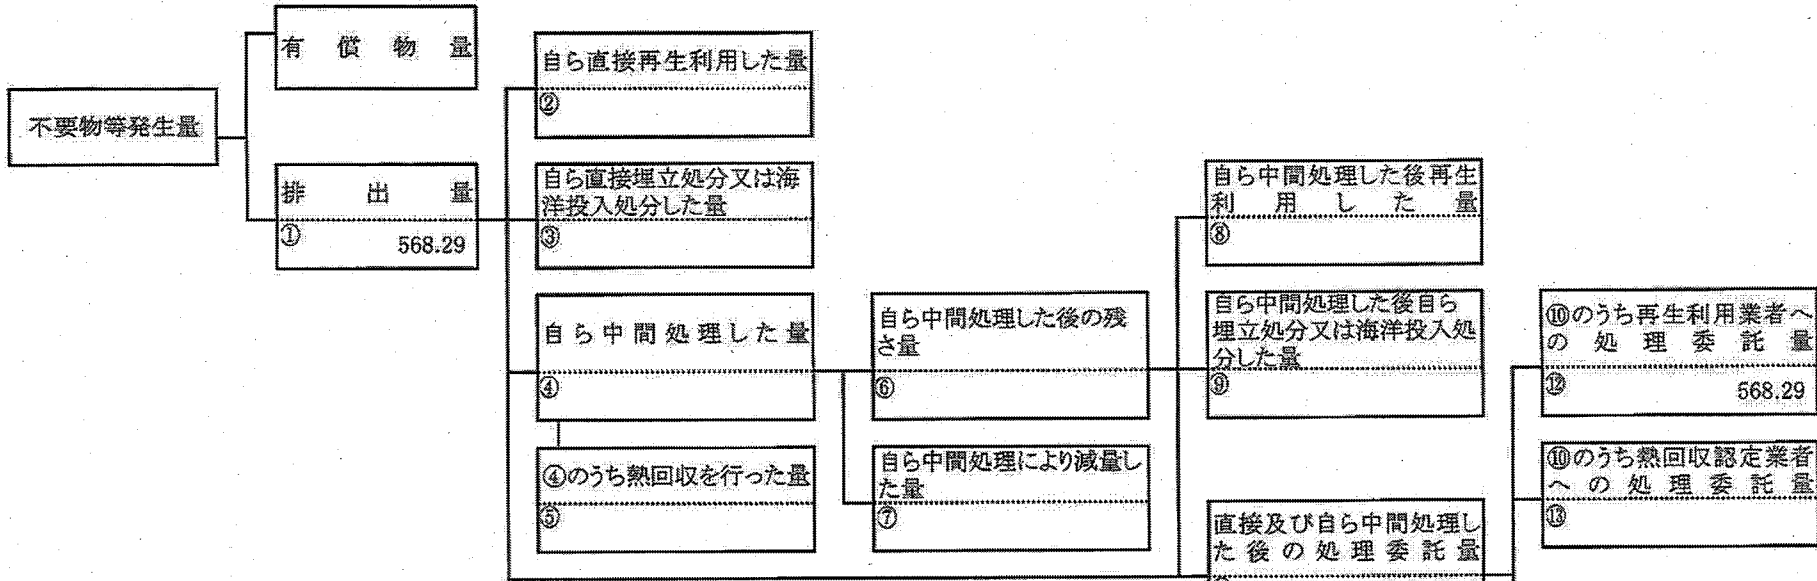 有償物量
不要物等発生量
排出量
①
568.29
自ら直接再生利用した量
②
自ら直接埋立処分又は海
洋投入処分した量
③
自ら中間処理した量
④
④のうち熱回収を行った量
⑤
自ら中間処理した後の残
さ量
⑥
自ら中間処理により減量し
た量
⑦
自ら中間処理した後再生
利用した量
⑧
自ら中間処理した後自ら
埋立処分又は海洋投入処
分した量
⑨
直接及び自ら中間処理し
た後の処理委託量
⑩のうち再生利用業者へ
の処理委託量
⑫
568.29
⑩のうち熱回収認定業者
への処理委託量
⑬